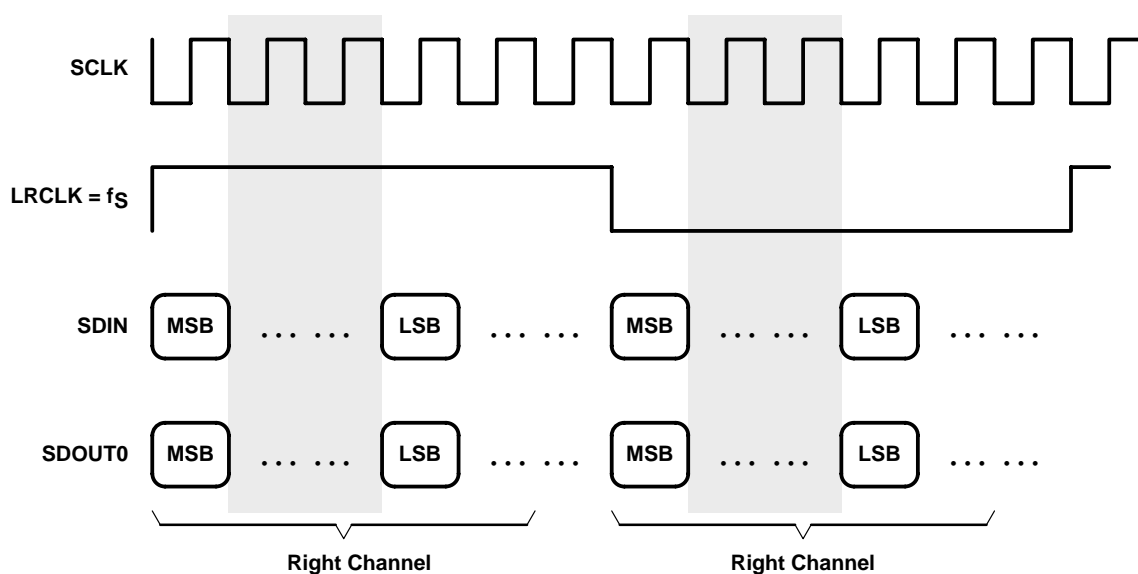 SCLK
LRCLK = fS
SDIN MSB ... ... LSB ... ... MSB ... ... LSB ... ...
SDOUT0 MSB ... ... LSB ... ... MSB ... ... LSB ... ...
Right Channel Right Channel